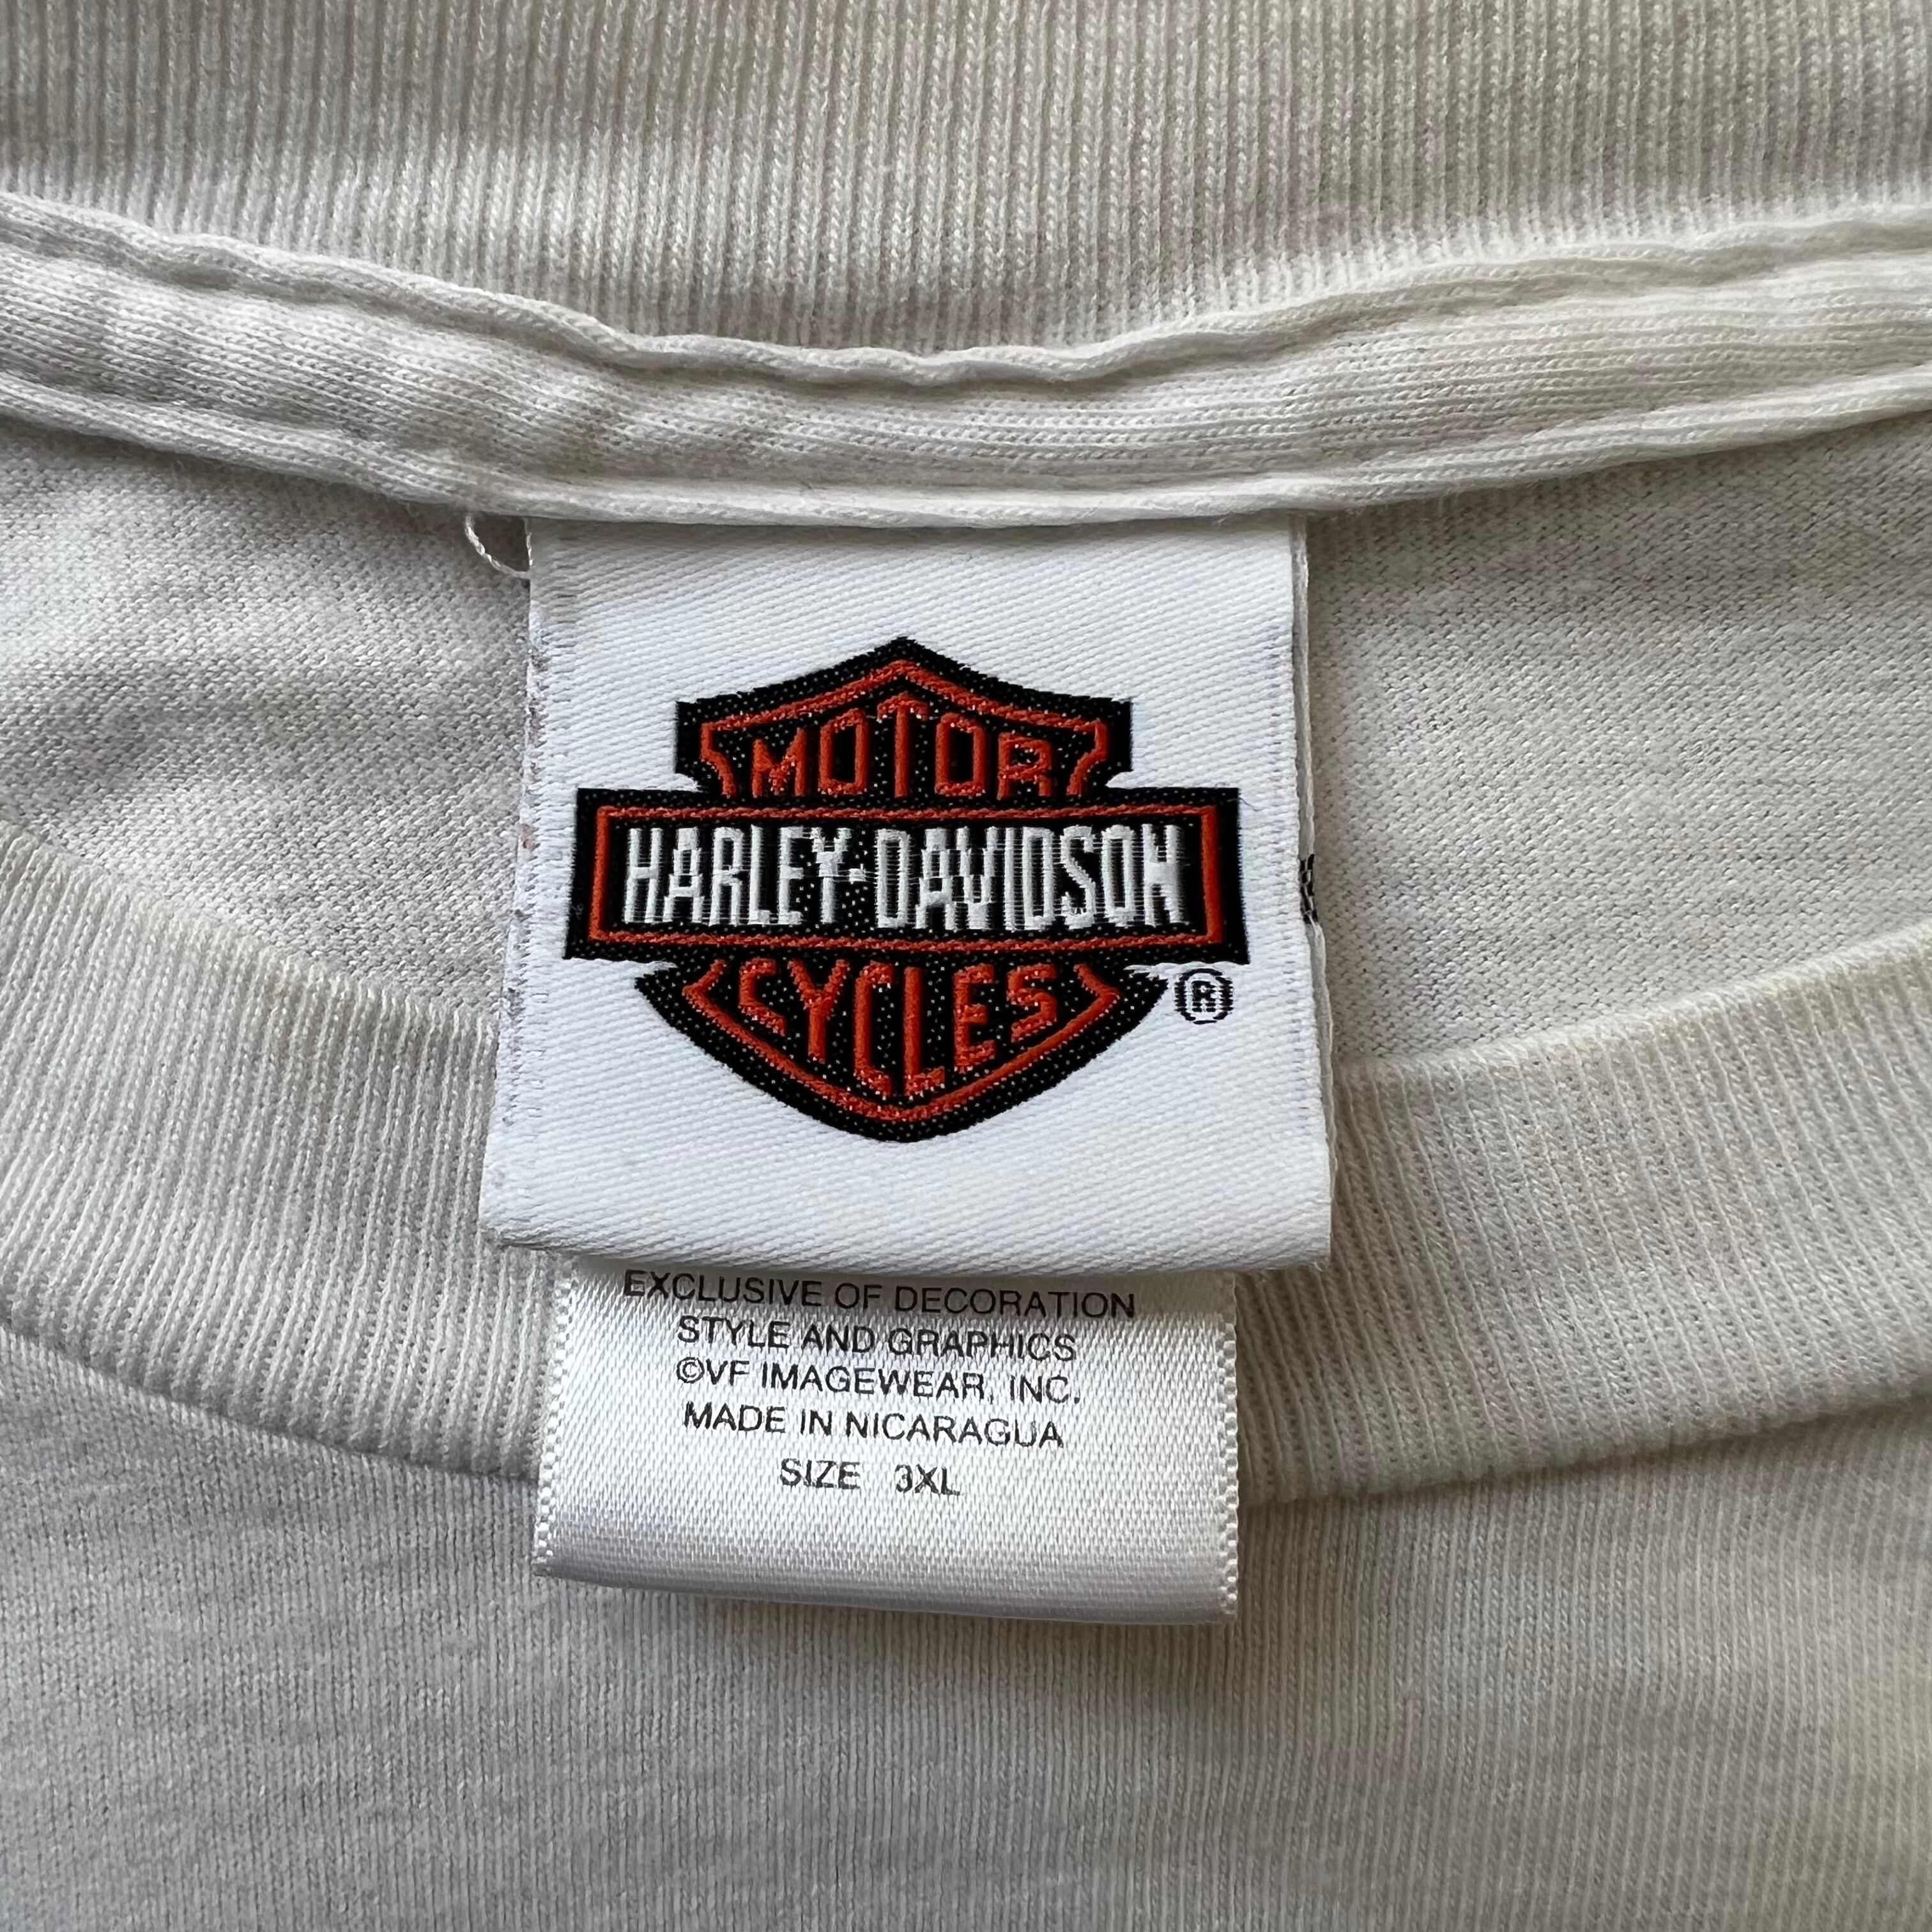 MOTOR
HARLEY-DAVIDSON
CYCLES
®
EXCLUSIVE OF DECORATION
STYLE AND GRAPHICS
©VF IMAGEWEAR, INC.
MADE IN NICARAGUA
SIZE 3XL